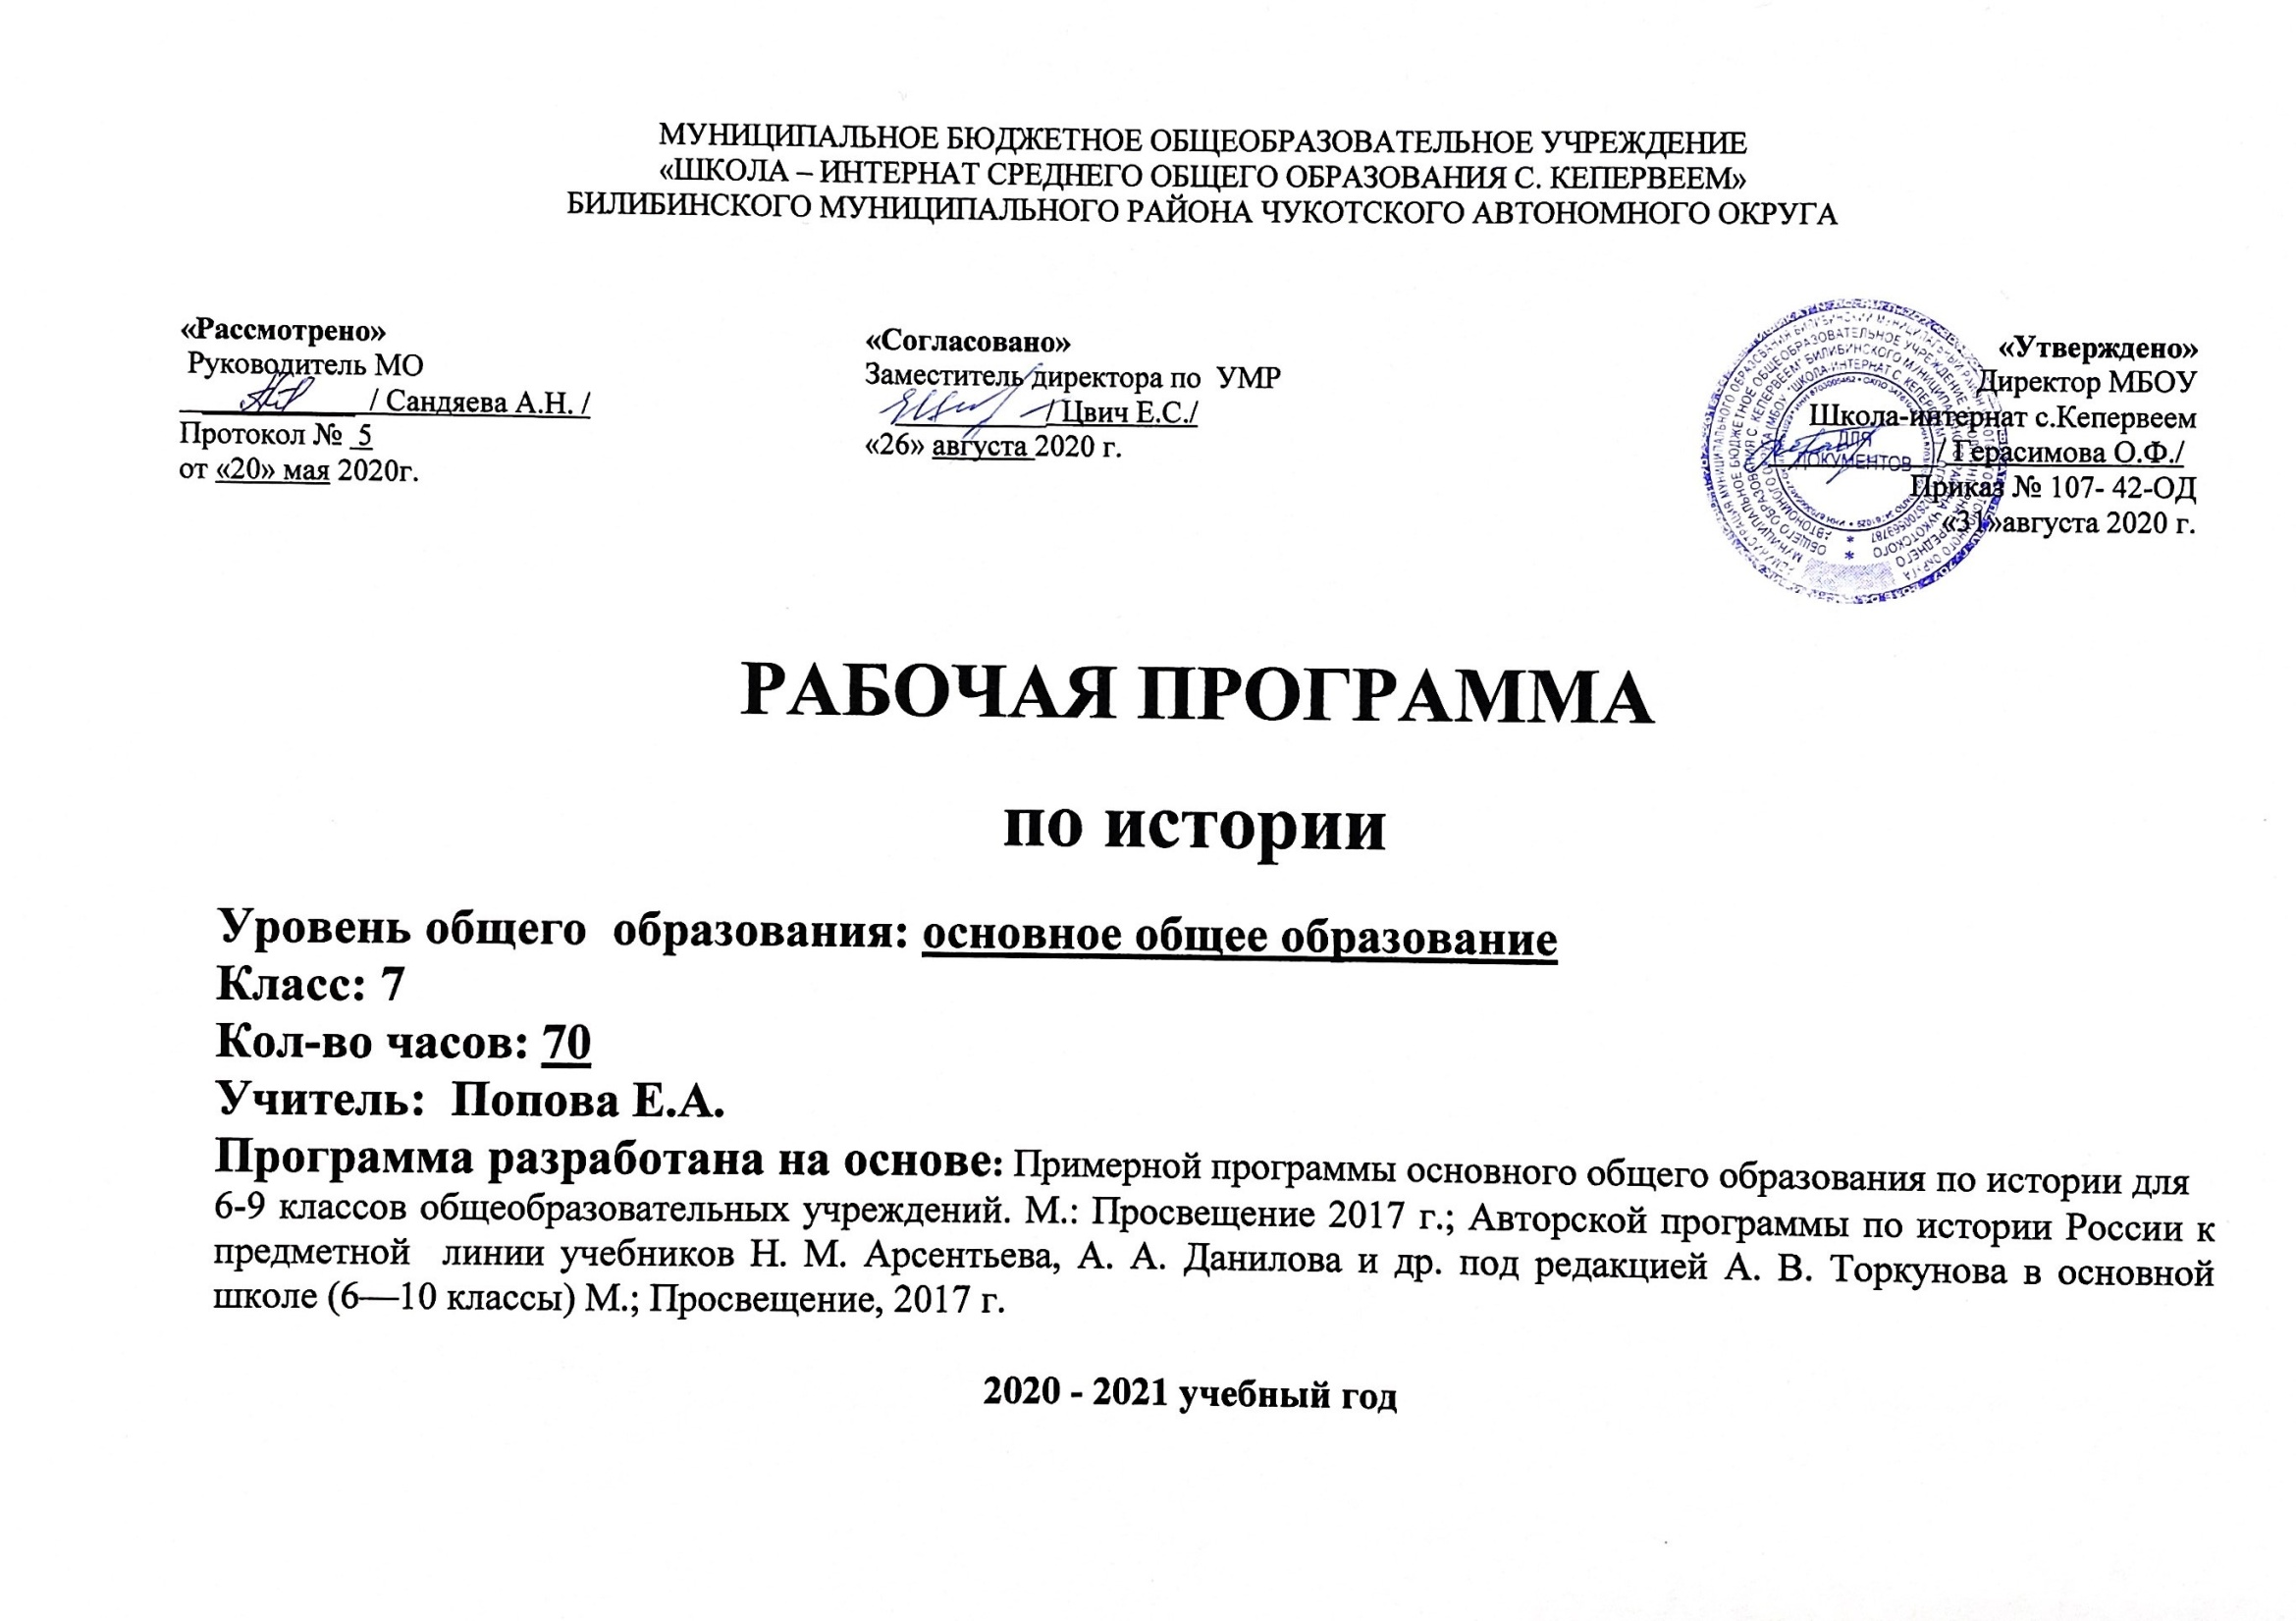 МУНИЦИПАЛЬНОЕ БЮДЖЕТНОЕ ОБЩЕОБРАЗОВАТЕЛЬНОЕ УЧРЕЖДЕНИЕ
«ШКОЛА – ИНТЕРНАТ СРЕДНЕГО ОБЩЕГО ОБРАЗОВАНИЯ С. КЕПЕРВЕЕМ»
БИЛИБИНСКОГО МУНИЦИПАЛЬНОГО РАЙОНА ЧУКОТСКОГО АВТОНОМНОГО ОКРУГА
«Рассмотрено»
Руководитель МО
/ Сандяева А.Н. /
Протокол № 5
от «20» мая 2020г.
«Согласовано»
Заместитель директора по УМР
/ Цвич Е.С./
«26» августа 2020 г.
«Утверждено»
Директор МБОУ
Школа-интернат с.Кепервеем
/ Герасимова О.Ф./
Приказ № 107- 42-ОД
«31»августа 2020 г.
ДЛЯ
ДОКУМЕНТОВ
РАБОЧАЯ ПРОГРАММА
по истории
Уровень общего образования: основное общее образование
Класс: 7
Кол-во часов: 70
Учитель: Попова Е.А.
Программа разработана на основе: Примерной программы основного общего образования по истории для
6-9 классов общеобразовательных учреждений. М.: Просвещение 2017 г.; Авторской программы по истории России к
предметной линии учебников Н. М. Арсентьева, А. А. Данилова и др. под редакцией А. В. Торкунова в основной
школе (6—10 классы) М.; Просвещение, 2017 г.
2020 - 2021 учебный год